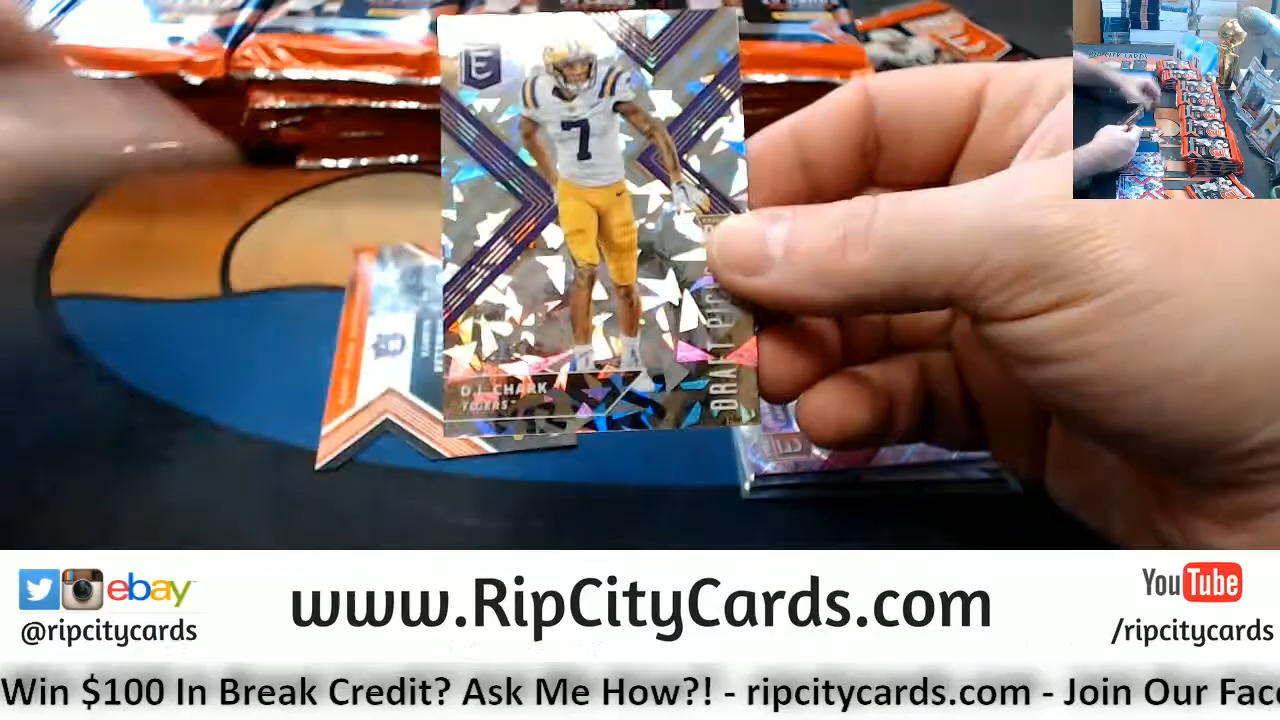 E
7
D.J. CHARK
TIGERS
DRAFT PICKS
ebay
@ripcitycards
www.RipCityCards.com
YouTube
/ripcitycards
Win $100 In Break Credit? Ask Me How?! - ripcitycards.com - Join Our Face